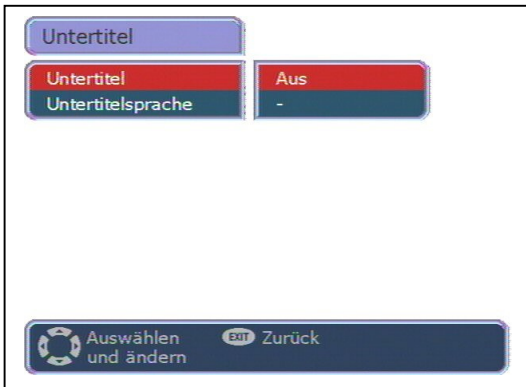 Untertitel
Untertitel Aus
Untertitelsprache -
Auswählen EXIT Zurück
und ändern